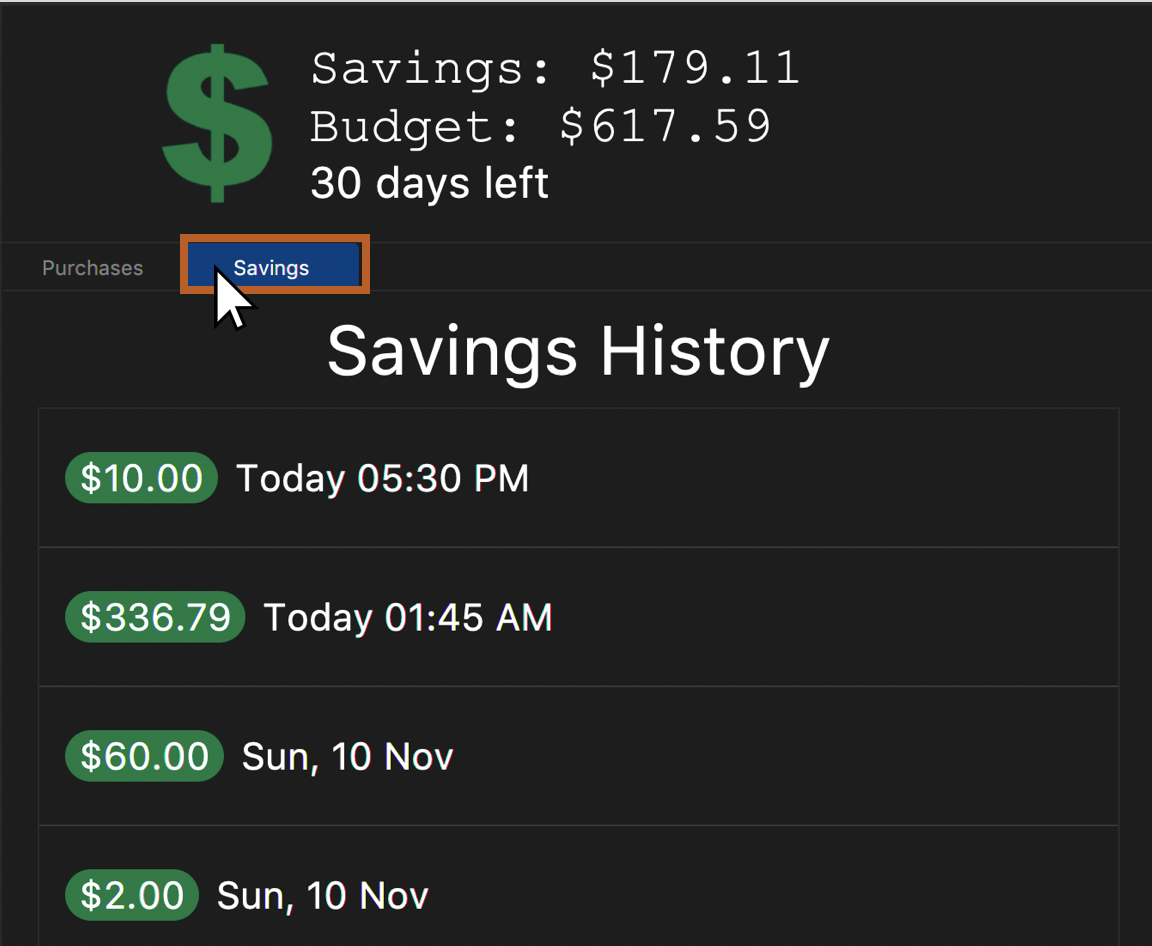 $
Savings: $179.11
Budget: $617.59
30 days left
Purchases Savings
Savings History
$10.00 Today 05:30 PM
$336.79 Today 01:45 AM
$60.00 Sun, 10 Nov
$2.00 Sun, 10 Nov